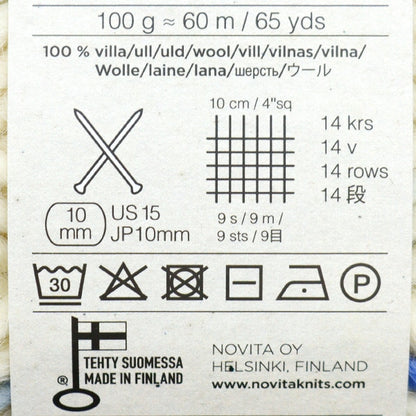 100 g ≈ 60 m / 65 yds
100 % villa/ull/uld/wool/vill/vilnas/vilna/
Wolle/laine/lana/шерсть/ウール
10 cm / 4"sq
14 krs
14 v
14 rows
14 段
10 mm
US 15
JP10mm
9 s / 9 m /
9 sts / 9目
30
P
®
TEHTY SUOMESSA
MADE IN FINLAND
NOVITA OY
HELSINKI, FINLAND
www.novitaknits.com